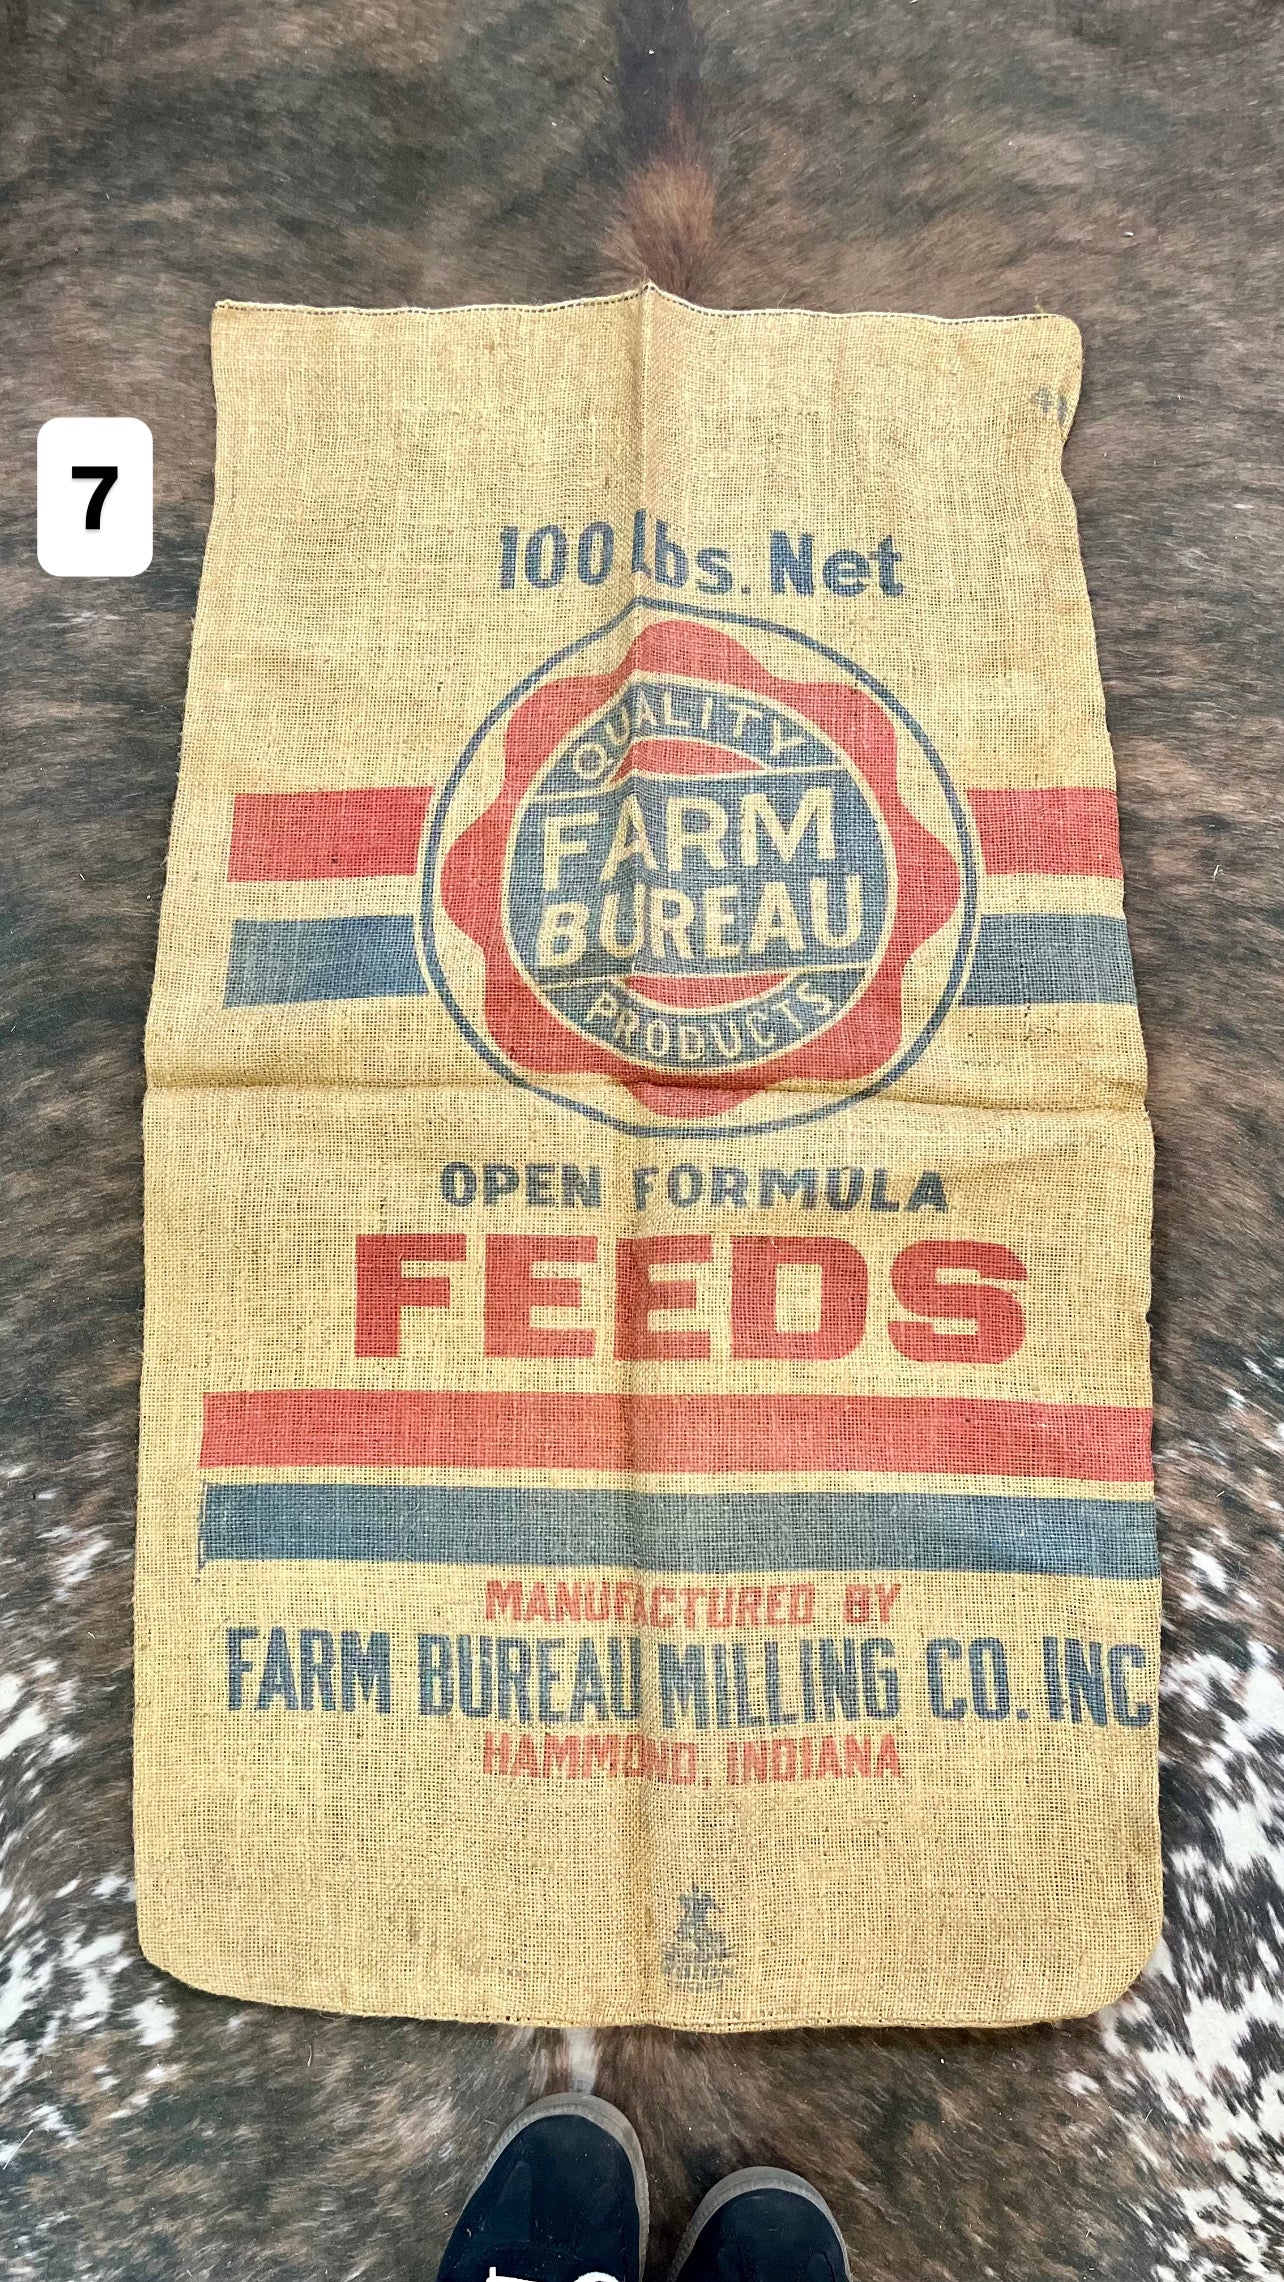 7
100 lbs. Net
QUALITY
FARM
BUREAU
PRODUCTS
OPEN FORMULA
FEEDS
MANUFACTURED BY
FARM BUREAU MILLING CO. INC
HAMMOND, INDIANA